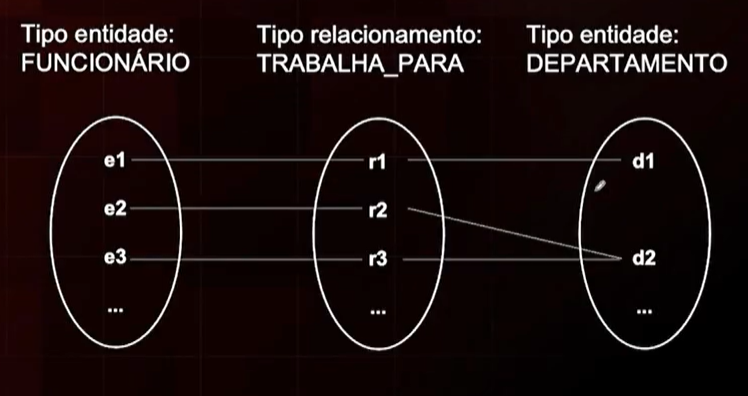 Tipo entidade:
FUNCIONÁRIO
Tipo relacionamento:
TRABALHA_PARA
Tipo entidade:
DEPARTAMENTO
e1
e2
e3
...
r1
r2
r3
...
d1
d2
...